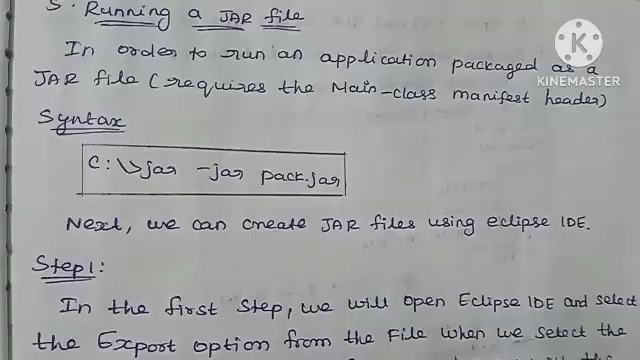 5. Running a JAR file
In order to run an application packaged as a
JAR file (requires the Main-class manifest header)
Syntax
C:\>jar -jar pack.jar
Next, we can create JAR files using eclipse IDE.
Step1:
In the first step, we will open Eclipse IDE and select
the Export option from the File when we select the
K
KINEMASTER